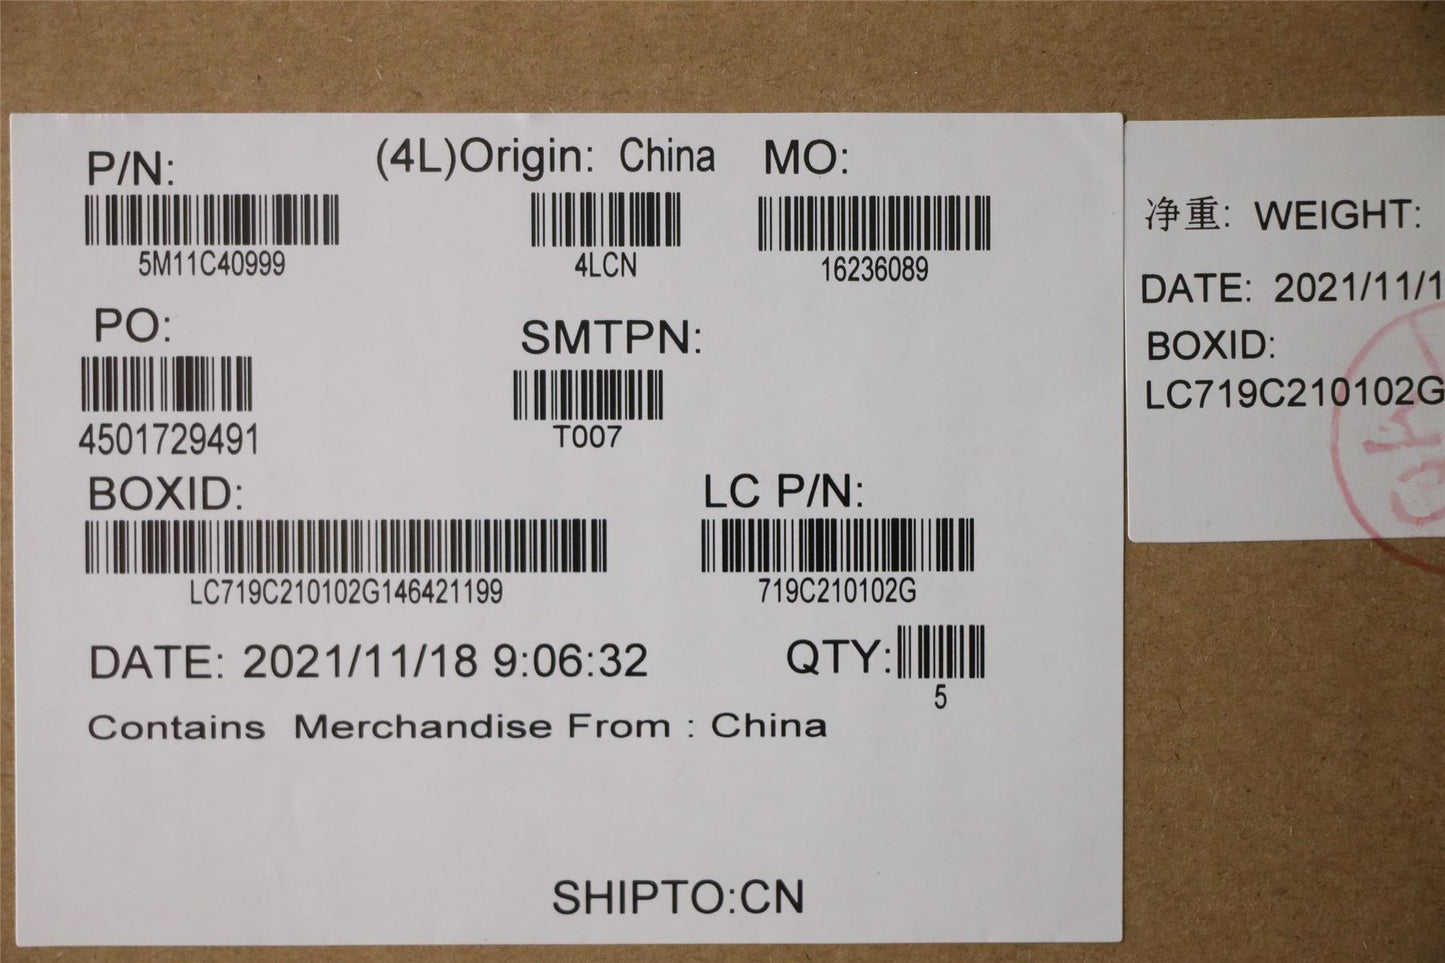 P/N:
(4L)Origin: China
MO:
5M11C40999
4LCN
16236089
PO:
SMTPN:
4501729491
T007
BOXID:
LC P/N:
LC719C210102G146421199
719C210102G
DATE: 2021/11/18 9:06:32
QTY:
5
Contains Merchandise From : China
SHIPTO:CN
净重: WEIGHT:
DATE: 2021/11/1
BOXID:
LC719C210102G